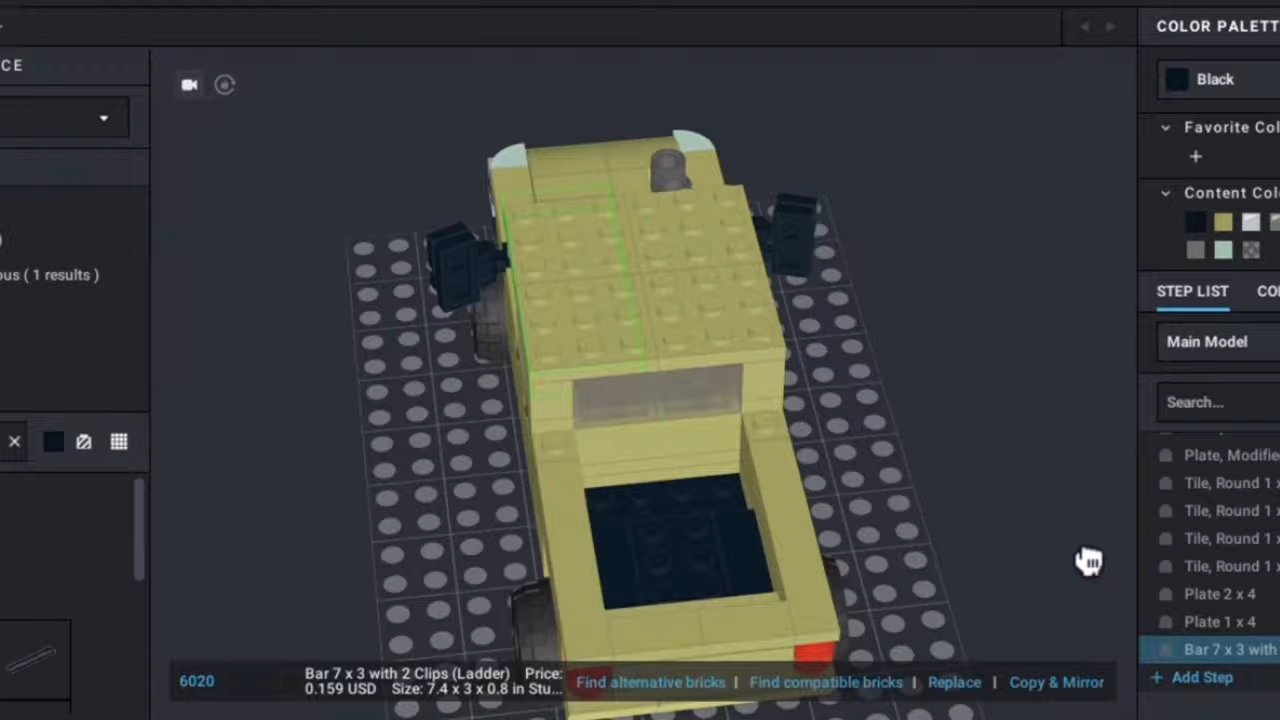 COLOR PALETT
CE
Black
Favorite Col
Content Colo
ous ( 1 results )
STEP LIST CO
Main Model
Search...
Plate, Modifie
Tile, Round 1 x
Tile, Round 1 x
Tile, Round 1 x
Tile, Round 1 x
Plate 2 x 4
Plate 1 x 4
Bar 7 x 3 with
+ Add Step
6020
Bar 7 x 3 with 2 Clips (Ladder) Price:
0.159 USD Size: 7.4 x 3 x 0.8 in Stu...
Find alternative bricks | Find compatible bricks | Replace | Copy & Mirror